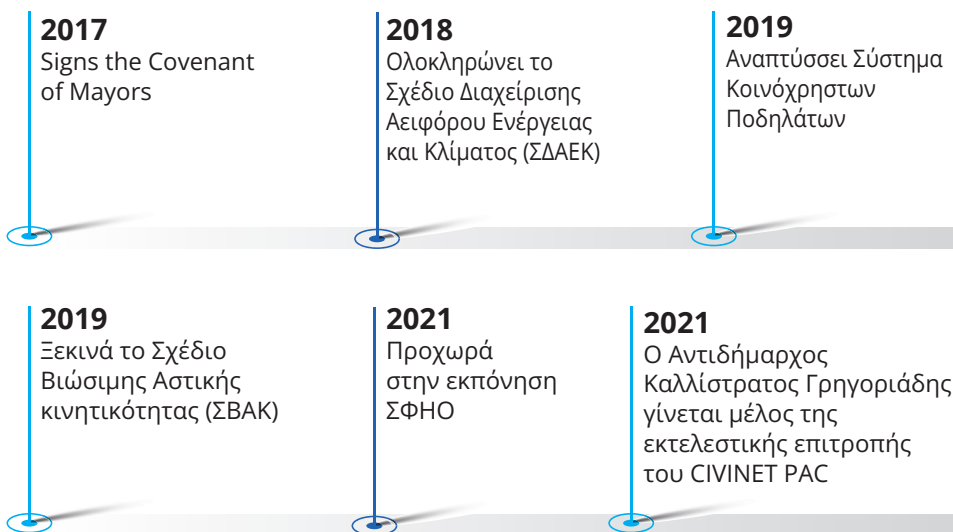 2017
Signs the Covenant
of Mayors
2018
Ολοκληρώνει το
Σχέδιο Διαχείρισης
Αειφόρου Ενέργειας
και Κλίματος (ΣΔΑΕΚ)
2019
Αναπτύσσει Σύστημα
Κοινόχρηστων
Ποδηλάτων
2019
Ξεκινά το Σχέδιο
Βιώσιμης Αστικής
κινητικότητας (ΣΒΑΚ)
2021
Προχωρά
στην εκπόνηση
ΣΦΗΟ
2021
Ο Αντιδήμαρχος
Καλλίστρατος Γρηγοριάδης
γίνεται μέλος της
εκτελεστικής επιτροπής
του CIVINET PAC